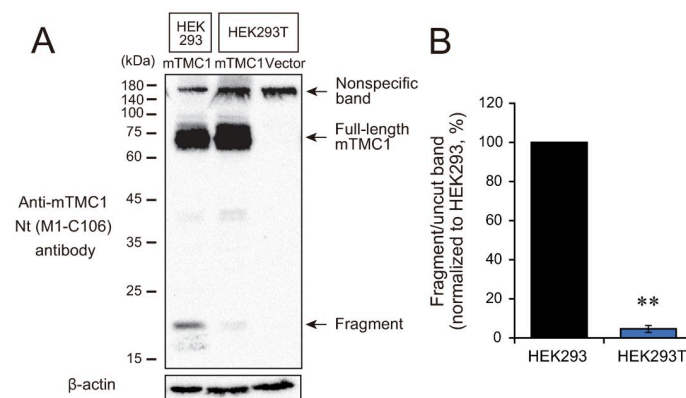 A
HEK
293
HEK293T
(kDa)
mTMC1
mTMC1
Vector
180
140
100
75
60
45
35
25
15
Nonspecific
band
Full-length
mTMC1
Fragment
Anti-mTMC1
Nt (M1-C106)
antibody
β-actin
B
Fragment/uncut band
(normalized to HEK293, %)
120
100
80
60
40
20
0
**
HEK293
HEK293T